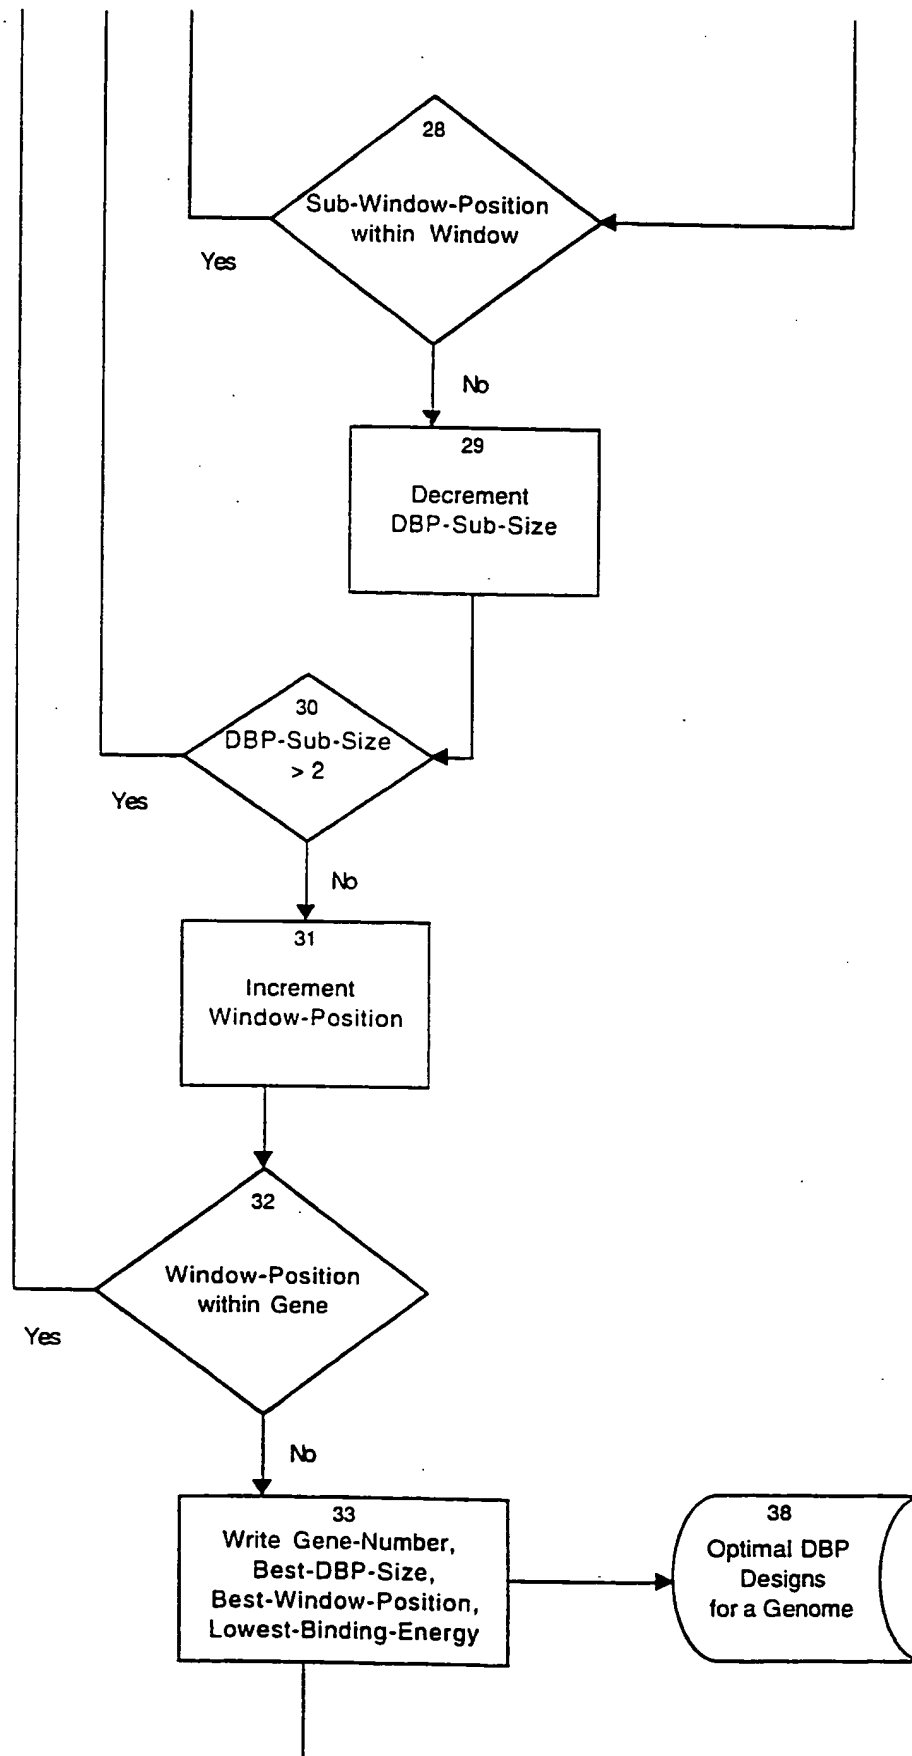 28
Sub-Window-Position
within Window
Yes
No
29
Decrement
DBP-Sub-Size
30
DBP-Sub-Size
> 2
Yes
No
31
Increment
Window-Position
32
Window-Position
within Gene
Yes
No
33
Write Gene-Number,
Best-DBP-Size,
Best-Window-Position,
Lowest-Binding-Energy
38
Optimal DBP
Designs
for a Genome